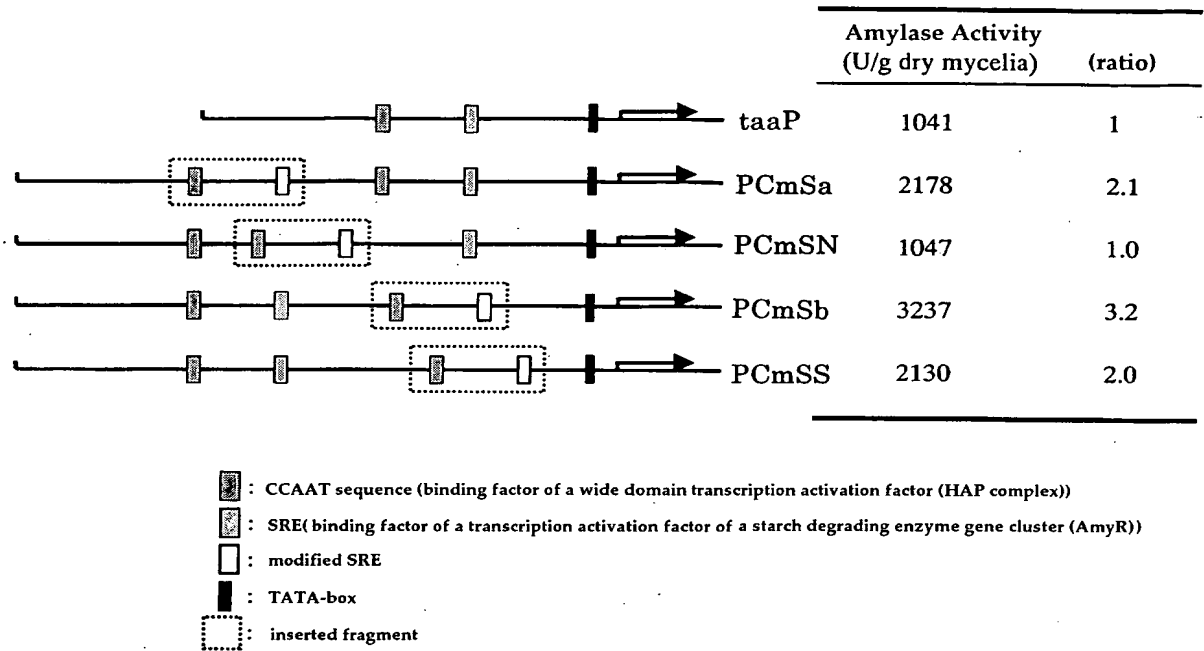 Amylase Activity
(U/g dry mycelia) (ratio)
taaP 1041 1
PCmSa 2178 2.1
PCmSN 1047 1.0
PCmSb 3237 3.2
PCmSS 2130 2.0
: CCAAT sequence (binding factor of a wide domain transcription activation factor (HAP complex))
: SRE( binding factor of a transcription activation factor of a starch degrading enzyme gene cluster (AmyR))
: modified SRE
: TATA-box
: inserted fragment